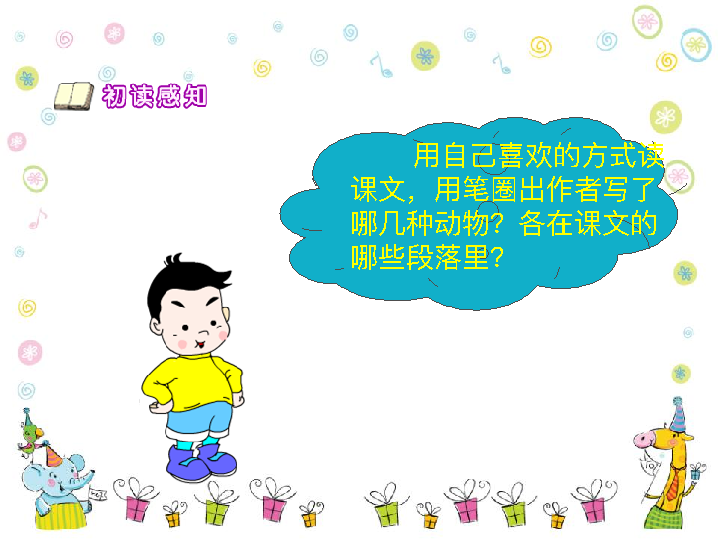 初读感知
用自己喜欢的方式读
课文，用笔圈出作者写了
哪几种动物？各在课文的
哪些段落里？